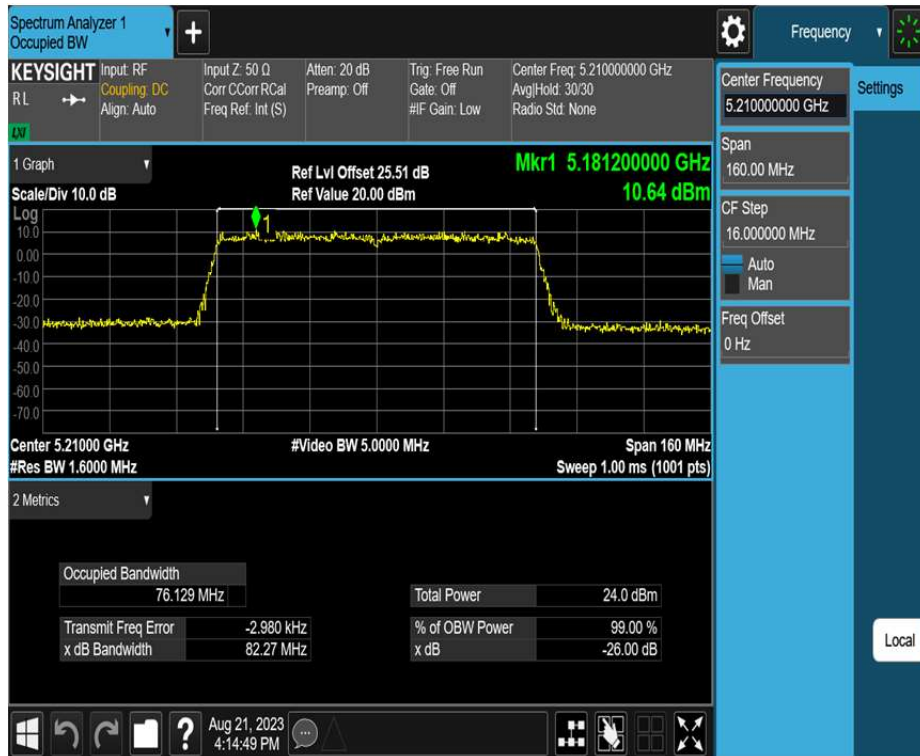 Spectrum Analyzer 1
Occupied BW
+
Frequency
KEYSIGHT
R L
LXI
Input: RF
Coupling: DC
Align: Auto
Input Z: 50 Ω
Corr CCorr RCal
Freq Ref: Int (S)
Atten: 20 dB
Preamp: Off
Trig: Free Run
Gate: Off
#IF Gain: Low
Center Freq: 5.210000000 GHz
Avg|Hold: 30/30
Radio Std: None
Center Frequency
5.210000000 GHz
Settings
Span
160.00 MHz
CF Step
16.000000 MHz
Auto
Man
Freq Offset
0 Hz
Local
1 Graph
Scale/Div 10.0 dB
Ref Lvl Offset 25.51 dB
Ref Value 20.00 dBm
Mkr1 5.181200000 GHz
10.64 dBm
Log
10.0
0.00
-10.0
-20.0
-30.0
-40.0
-50.0
-60.0
-70.0
1
Center 5.21000 GHz
#Video BW 5.0000 MHz
Span 160 MHz
#Res BW 1.6000 MHz
Sweep 1.00 ms (1001 pts)
2 Metrics
Occupied Bandwidth
76.129 MHz
Total Power 24.0 dBm
Transmit Freq Error -2.980 kHz
% of OBW Power 99.00 %
x dB Bandwidth 82.27 MHz
x dB -26.00 dB
?
Aug 21, 2023
4:14:49 PM